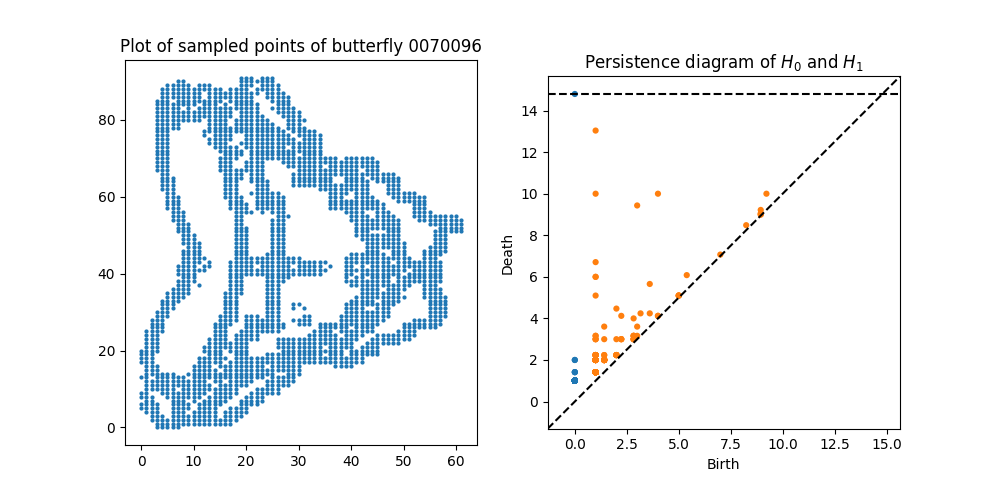 Plot of sampled points of butterfly 0070096
80
60
40
20
0
0 10 20 30 40 50 60
Persistence diagram of $H_0$ and $H_1$
14
12
10
8
6
4
2
0
0.0 2.5 5.0 7.5 10.0 12.5 15.0
Death
Birth